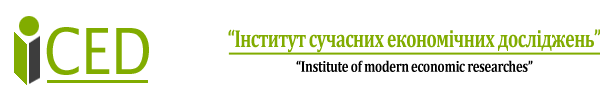 iCED
“Інститут сучасних економічних досліджень”
“Institute of modern economic researches”